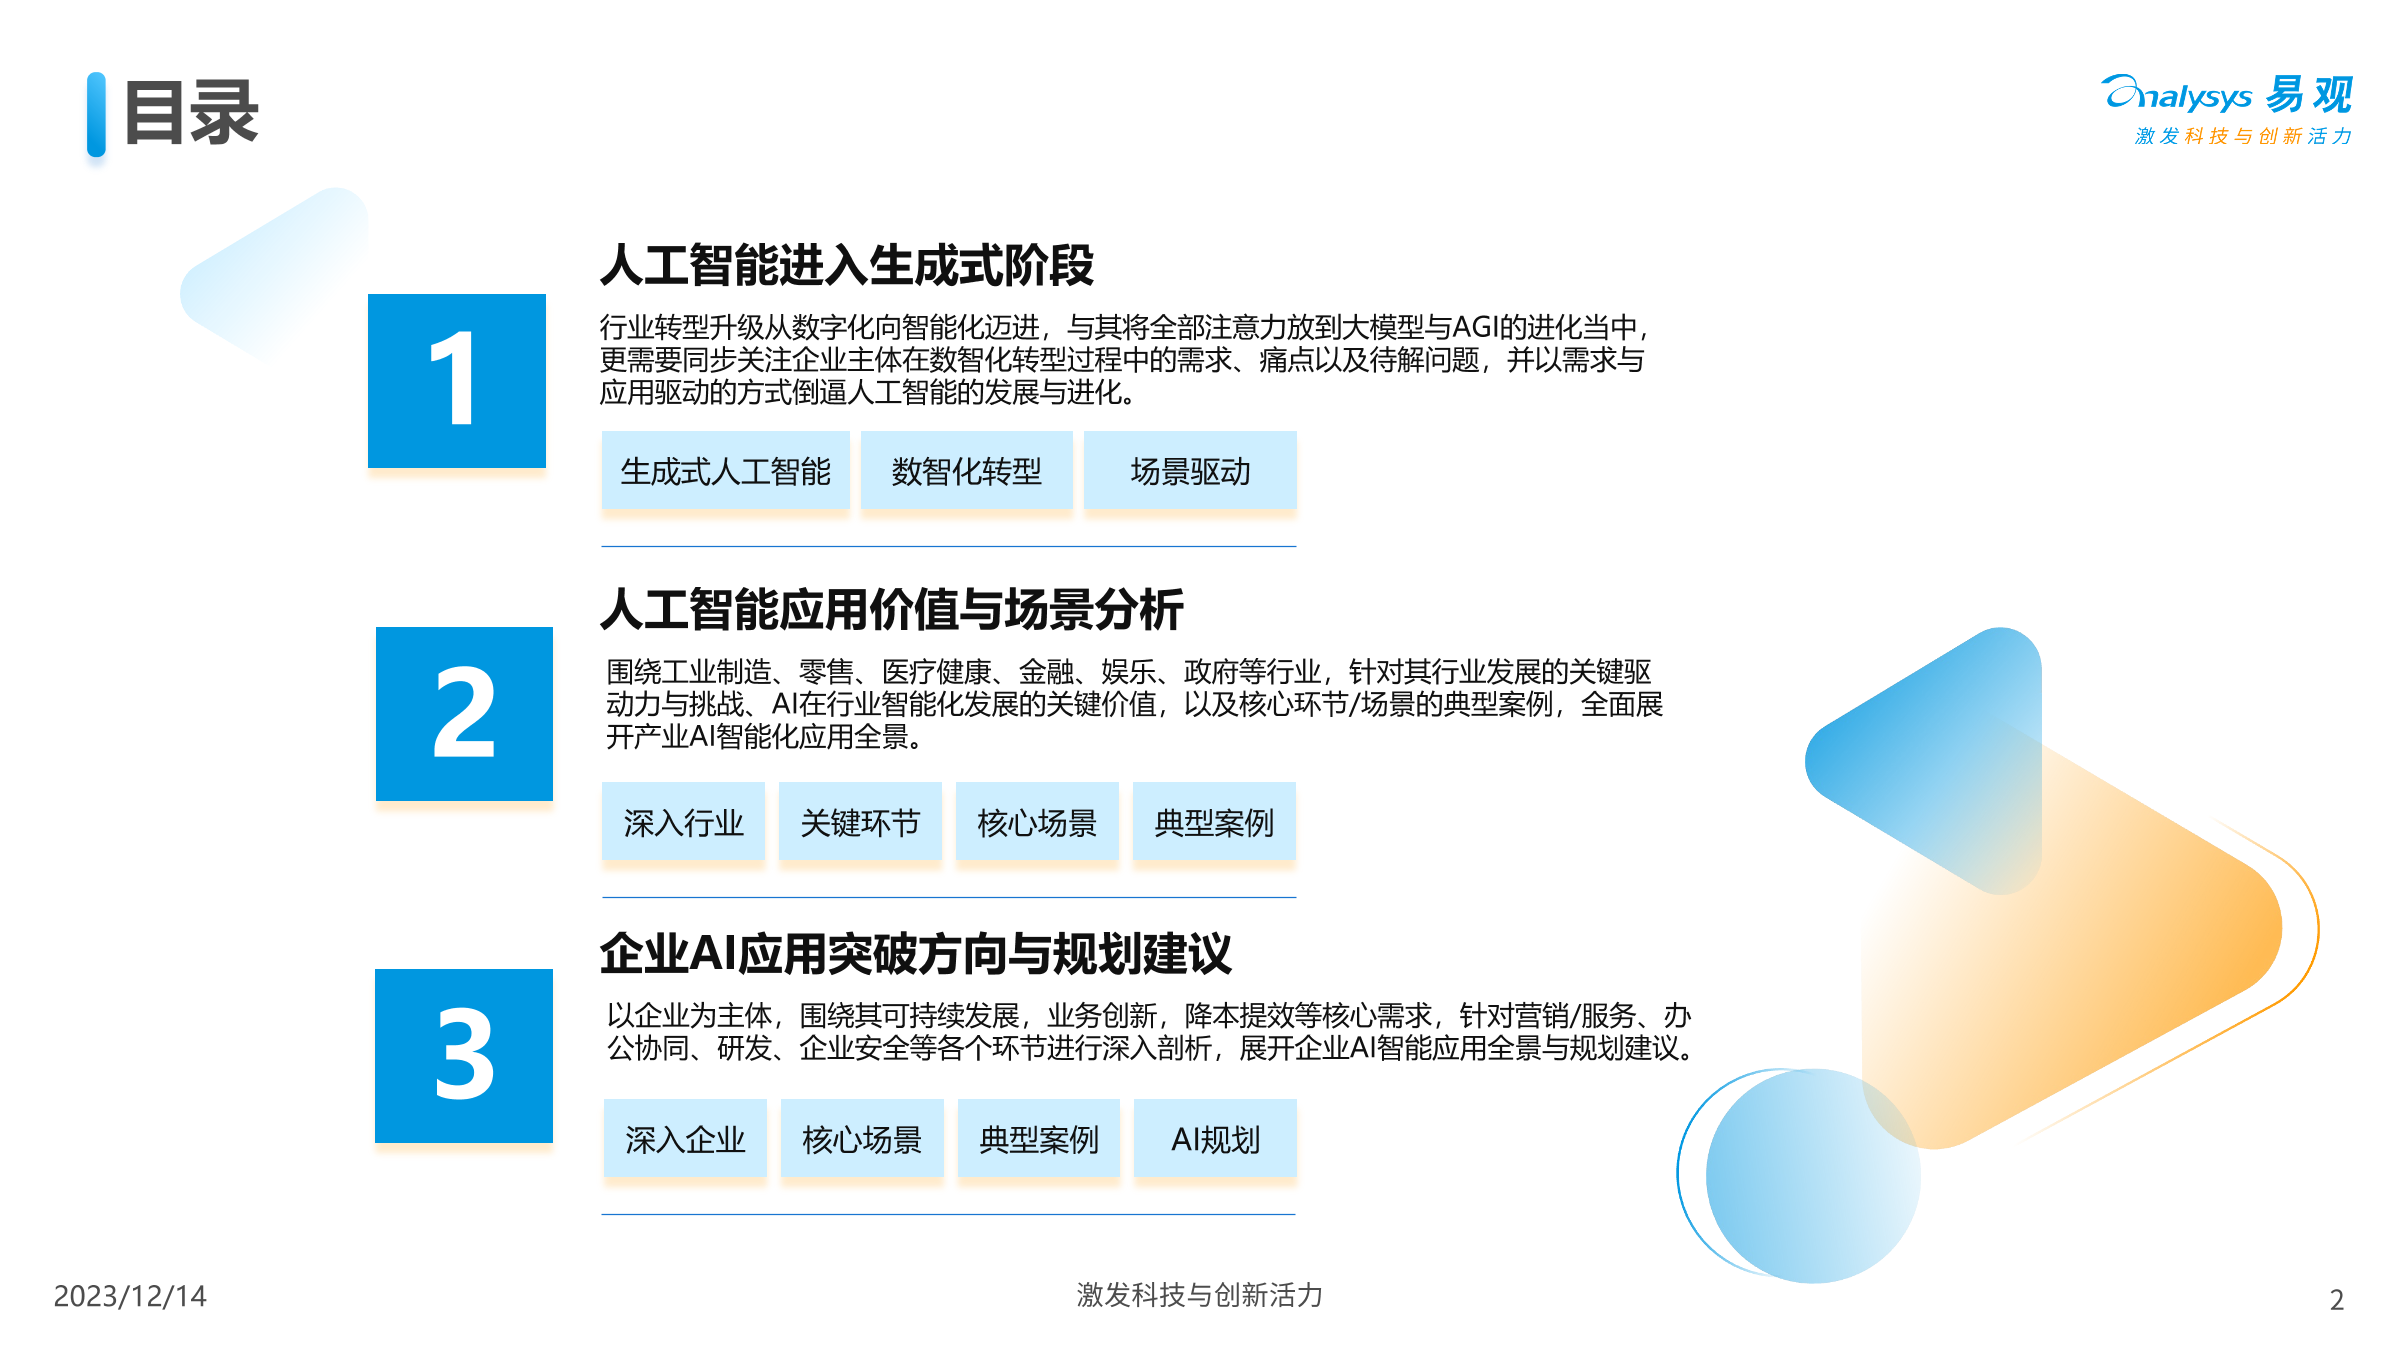 目录
analysys 易观
激发科技与创新活力
1
人工智能进入生成式阶段
行业转型升级从数字化向智能化迈进，与其将全部注意力放到大模型与AGI的进化当中，
更需要同步关注企业主体在数智化转型过程中的需求、痛点以及待解问题，并以需求与
应用驱动的方式倒逼人工智能的发展与进化。
生成式人工智能
数智化转型
场景驱动
2
人工智能应用价值与场景分析
围绕工业制造、零售、医疗健康、金融、娱乐、政府等行业，针对其行业发展的关键驱
动力与挑战、AI在行业智能化发展的关键价值，以及核心环节/场景的典型案例，全面展
开产业AI智能化应用全景。
深入行业
关键环节
核心场景
典型案例
3
企业AI应用突破方向与规划建议
以企业为主体，围绕其可持续发展，业务创新，降本提效等核心需求，针对营销/服务、办
公协同、研发、企业安全等各个环节进行深入剖析，展开企业AI智能应用全景与规划建议。
深入企业
核心场景
典型案例
AI规划
2023/12/14
激发科技与创新活力
2